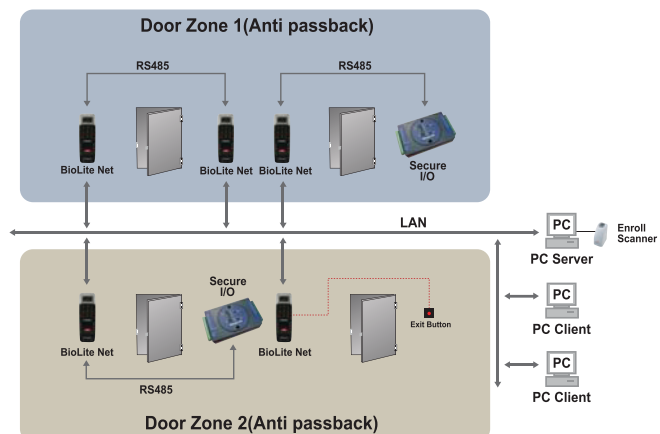 Door Zone 1(Anti passback)
RS485
RS485
BioLite Net
BioLite Net
BioLite Net
Secure
I/O
LAN
PC
Enroll
Scanner
PC Server
Secure
I/O
PC
PC Client
BioLite Net
BioLite Net
Exit Button
RS485
PC
PC Client
Door Zone 2(Anti passback)